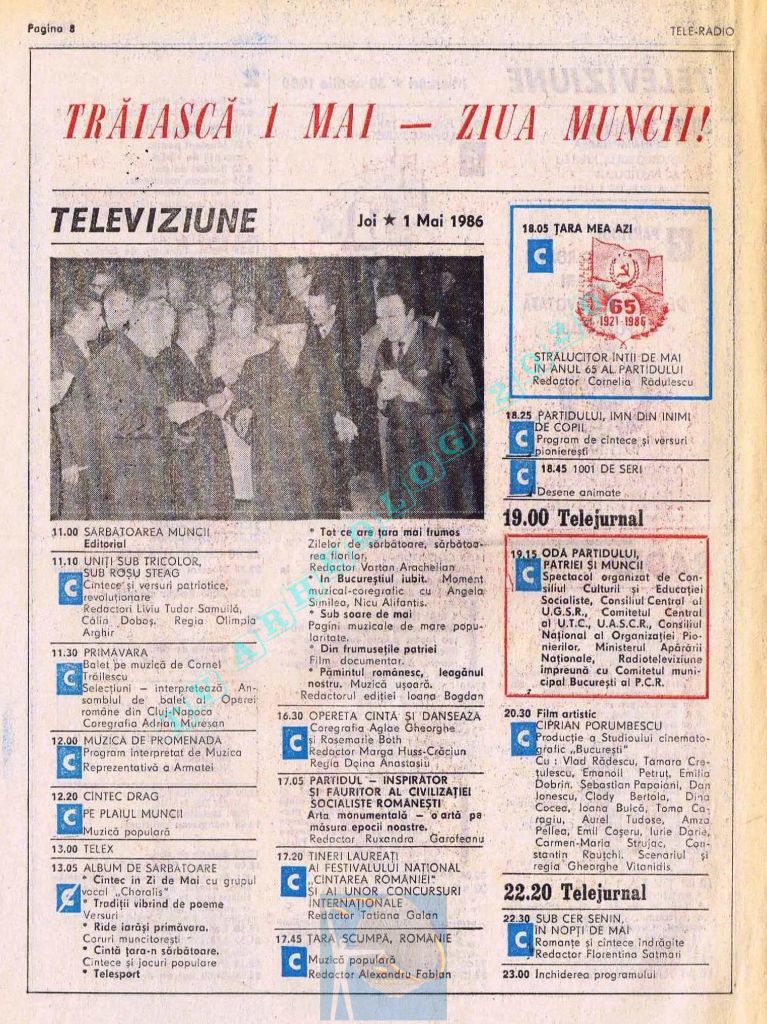 Pagina 8
TELE-RADIO
TRĂIASCĂ 1 MAI — ZIUA MUNCII!
TELEVIZIUNE
Joi ★ 1 Mai 1986
11.00 SĂRBĂTOAREA MUNCII
Editorial
11.10 UNIȚI SUB TRICOLOR,
SUB ROȘU STEAG
C
Cîntece și versuri patriotice,
revoluționare
Redactori Liviu Tudor Samuilă,
Călin Doboș. Regia Olimpia
Arghir
11.30 PRIMĂVARA
Balet pe muzică de Cornel
Trăilescu
C
Selecțiuni — interpretează An-
samblul de balet al Operei
române din Cluj-Napoca
Coregrafia Adrian Mureșan
12.00 MUZICĂ DE PROMENADĂ
Program interpretat de Muzica
C
Reprezentativă a Armatei
12.20 CÎNTEC DRAG
C
PE PLAIUL MUNCII
Muzică populară
13.00 TELEX
13.05 ALBUM DE SĂRBĂTOARE
* Cîntec în Zi de Mai cu grupul
vocal „Choralis"
C
* Tradiții vibrînd de poeme
Versuri
* Ride iarăși primăvara.
Coruri muncitorești
* Cîntă țara-n sărbătoare.
Cîntece și jocuri populare
* Telesport
* Tot ce are țara mai frumos
Zilelor de sărbătoare, sărbătoa-
rea florilor.
Redactor Vartan Arachelian
* În Bucureștiul iubit. Moment
muzical-coregrafic cu Angela
Similea, Nicu Alifantis.
* Sub soare de mai
Pagini muzicale de mare popu-
laritate.
* Din frumusețile patriei
Film documentar.
* Pămîntul românesc, leagănul
nostru. Muzică ușoară.
Redactorul ediției Ioana Bogdan
16.30 OPERETA CÎNTĂ ȘI DANSEAZĂ
Coregrafia Aglae Gheorghe
C
și Rosemarie Both
Redactor Marga Huss-Crăciun
Regia Doina Anastasiu
17.05 PARTIDUL — INSPIRATOR
ȘI FĂURITOR AL CIVILIZAȚIEI
SOCIALISTE ROMÂNEȘTI
Arta monumentală — o artă pe
măsura epocii noastre.
Redactor Ruxandra Garofeanu
17.20 TINERI LAUREAȚI
AI FESTIVALULUI NAȚIONAL
C
„CÎNTAREA ROMÂNIEI"
ȘI AI UNOR CONCURSURI
INTERNAȚIONALE
Redactor Tatiana Galan
17.45 ȚARĂ SCUMPĂ, ROMÂNIE
C
Muzică populară
Redactor Alexandru Fabian
18.05 ȚARA MEA AZI
C
65
1921-1986
STRĂLUCITOR ÎNTÎI DE MAI
ÎN ANUL 65 AL PARTIDULUI
Redactor Cornelia Rădulescu
18.25 PARTIDULUI, IMN DIN INIMI
DE COPII
C
Program de cîntece și versuri
pionierești
C
18.45 1001 DE SERI
Desene animate
19.00 Telejurnal
19.15 ODĂ PARTIDULUI,
PATRIEI ȘI MUNCII
C
Spectacol organizat de Con-
siliul Culturii și Educației
Socialiste, Consiliul Central al
U.G.S.R., Comitetul Central
al U.T.C., U.A.S.C.R., Consiliul
Național al Organizației Pio-
nierilor, Ministerul Apărării
Naționale, Radioteleviziune
împreună cu Comitetul muni-
cipal București al P.C.R.
20.30 Film artistic
CIPRIAN PORUMBESCU
C
Producție a Studioului cinemato-
grafic „București"
Cu : Vlad Rădescu, Tamara Cre-
țulescu, Emanoil Petruț, Emilia
Dobrin, Sebastian Papaiani, Dan
Ionescu, Clody Bertola, Dina
Cocea, Ioana Bulcă, Toma Ca-
ragiu, Aurel Tudose, Amza
Pellea, Emil Coșeru, Iurie Darie,
Carmen-Maria Strujac, Con-
stantin Rauțchi. Scenariul și
regia Gheorghe Vitanidis
22.20 Telejurnal
22.30 SUB CER SENIN,
ÎN NOPȚI DE MAI
C
Romanțe și cîntece îndrăgite
Redactor Florentina Satmari
23.00 Închiderea programului